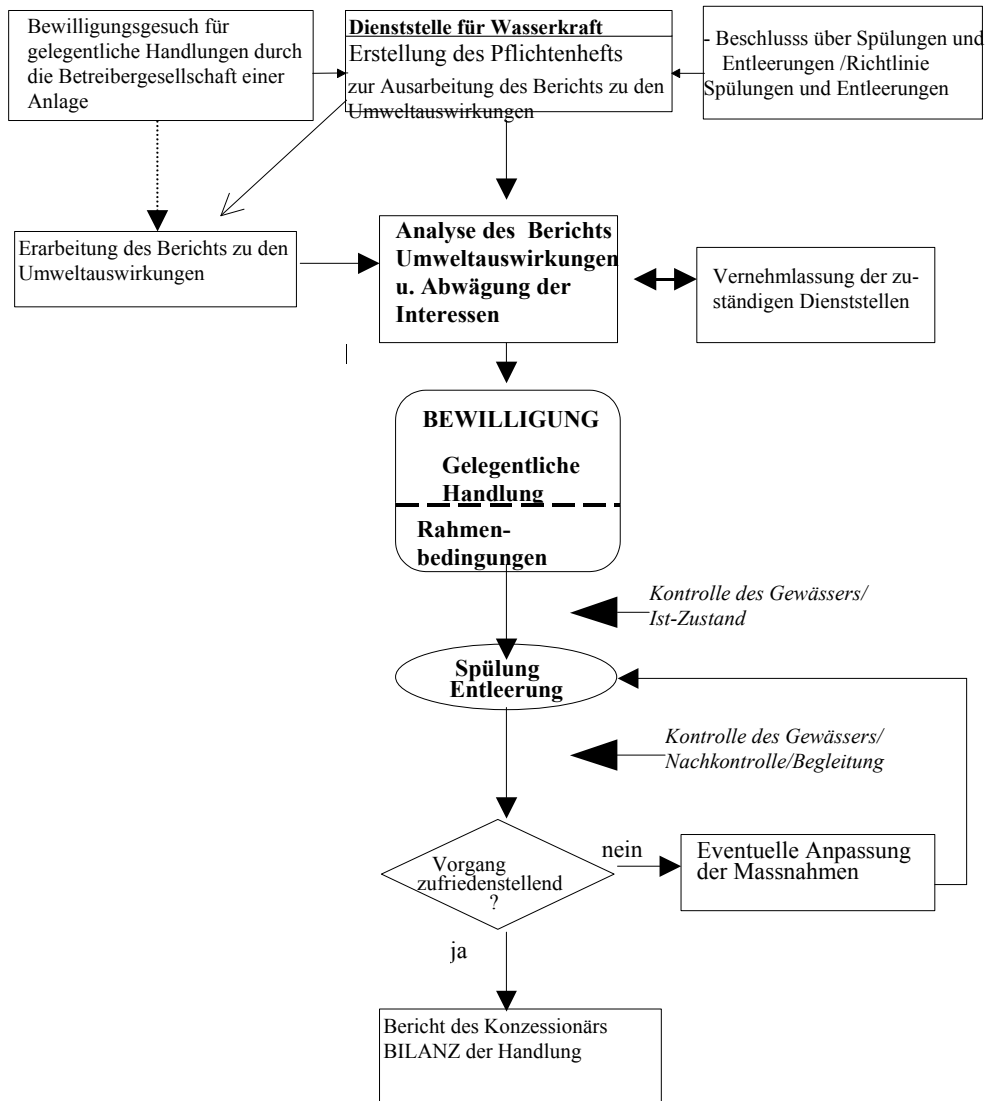 Bewilligungsgesuch für
gelegentliche Handlungen durch
die Betreibergesellschaft einer
Anlage
Dienststelle für Wasserkraft
Erstellung des Pflichtenhefts
zur Ausarbeitung des Berichts zu den
Umweltauswirkungen
- Beschlusss über Spülungen und
Entleerungen /Richtlinie
Spülungen und Entleerungen
Erarbeitung des Berichts zu den
Umweltauswirkungen
Analyse des Berichts
Umweltauswirkungen
u. Abwägung der
Interessen
Vernehmlassung der zu-
ständigen Dienststellen
BEWILLIGUNG
Gelegentliche
Handlung
Rahmen-
bedingungen
Kontrolle des Gewässers/
Ist-Zustand
Spülung
Entleerung
Kontrolle des Gewässers/
Nachkontrolle/Begleitung
Vorgang
zufriedenstellend
?
nein
Eventuelle Anpassung
der Massnahmen
ja
Bericht des Konzessionärs
BILANZ der Handlung